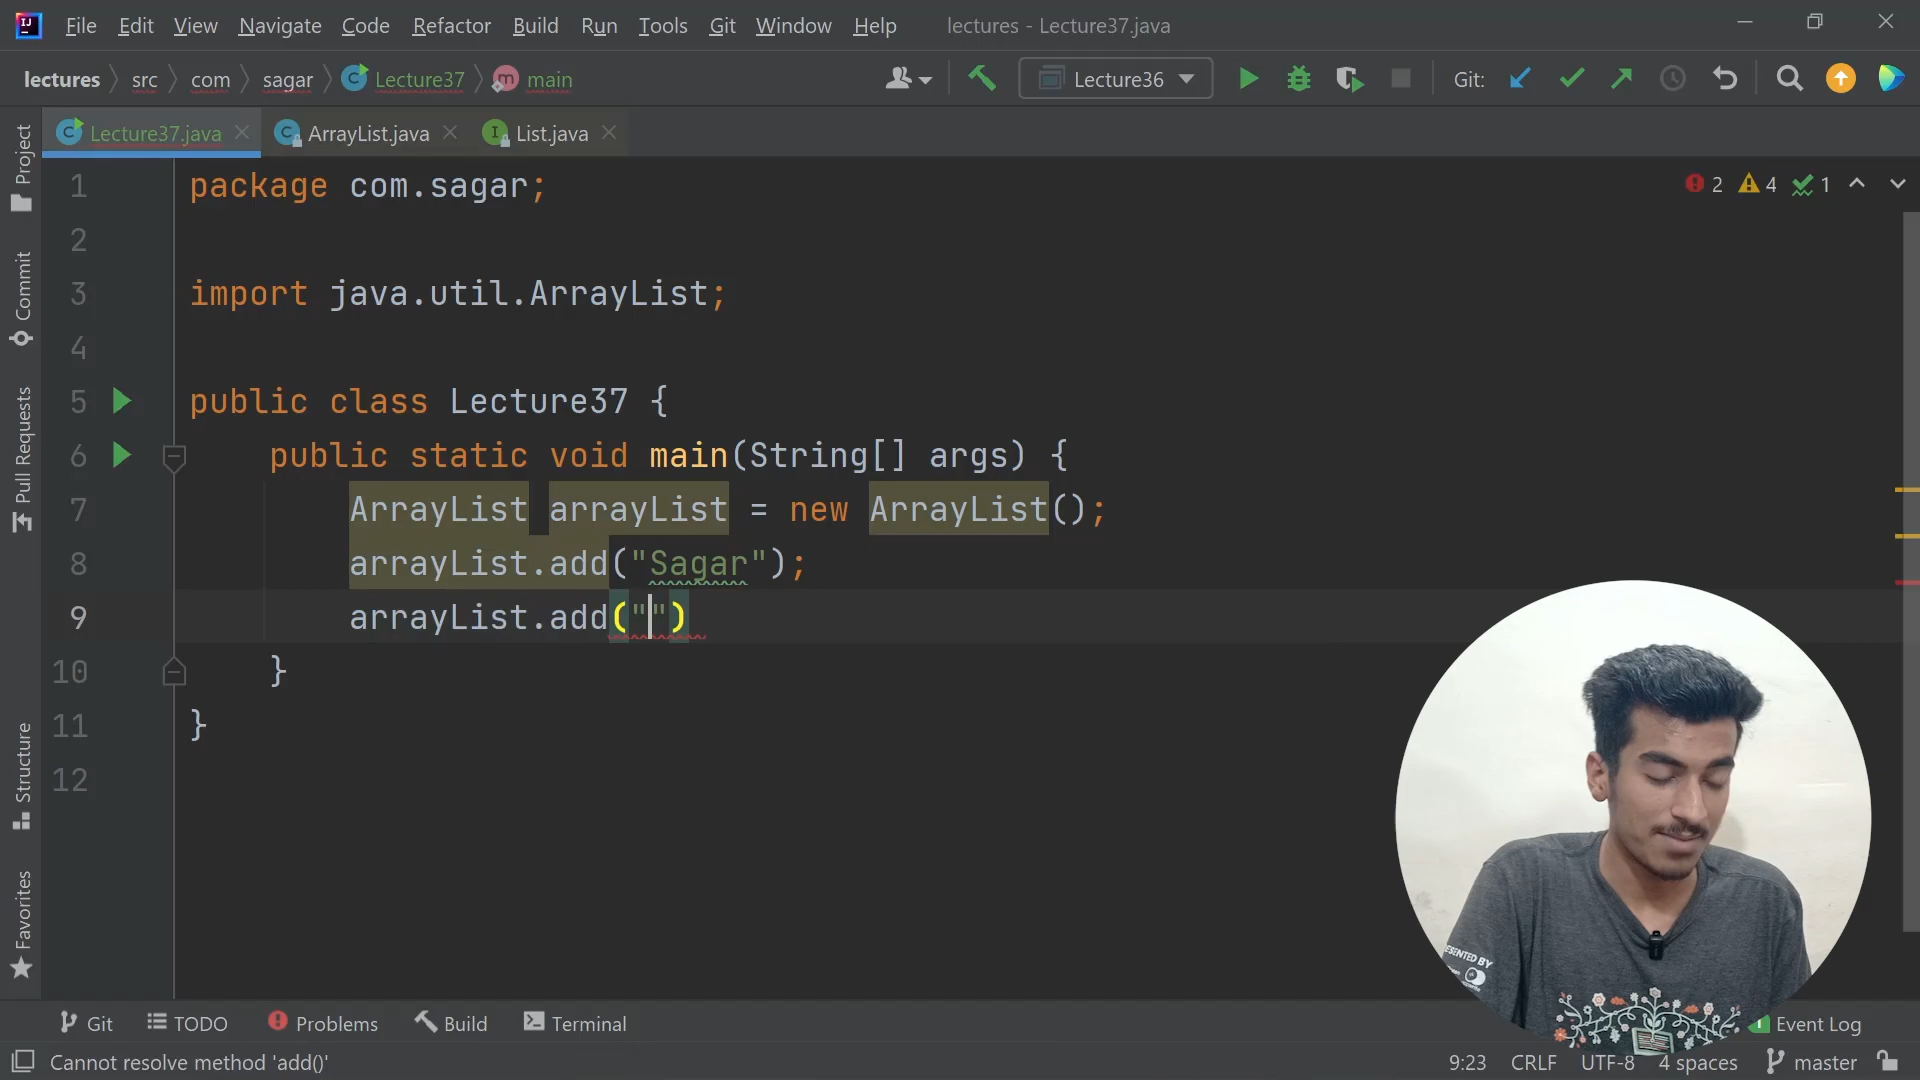 File Edit View Navigate Code Refactor Build Run Tools Git Window Help lectures - Lecture37.java
lectures src com sagar Lecture37 main Lecture36 Git:
Lecture37.java ArrayList.java List.java
1 package com.sagar;
2
3 import java.util.ArrayList;
4
5 public class Lecture37 {
6 public static void main(String[] args) {
7 ArrayList arrayList = new ArrayList();
8 arrayList.add("Sagar");
9 arrayList.add("")
10 }
11 }
12
2 4 1
Project
Commit
Pull Requests
Structure
Favorites
ESENTED BY
Git TODO Problems Build Terminal Event Log
Cannot resolve method 'add()' 9:23 CRLF UTF-8 4 spaces master